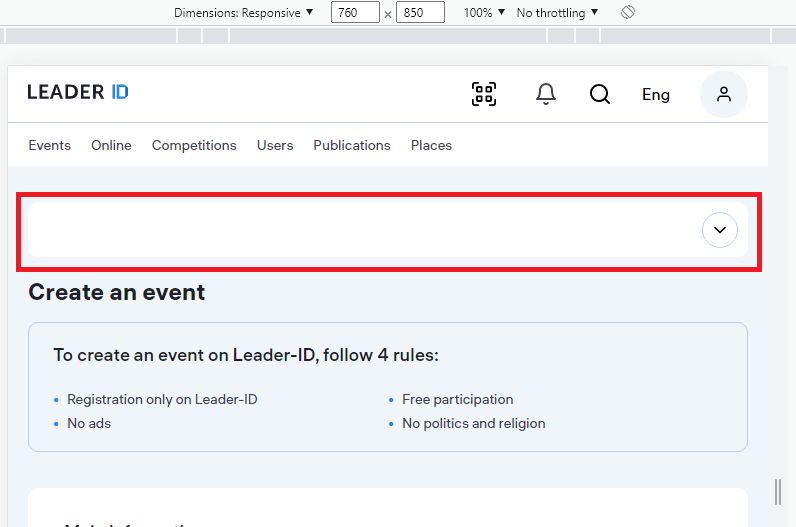 Dimensions: Responsive 760 × 850 100% No throttling
LEADER ID Eng
Events Online Competitions Users Publications Places
Create an event
To create an event on Leader-ID, follow 4 rules:
Registration only on Leader-ID
No ads
Free participation
No politics and religion